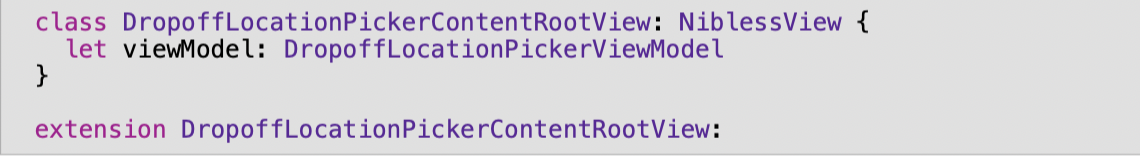 class DropoffLocationPickerContentRootView: NiblessView {
  let viewModel: DropoffLocationPickerViewModel
}
extension DropoffLocationPickerContentRootView: